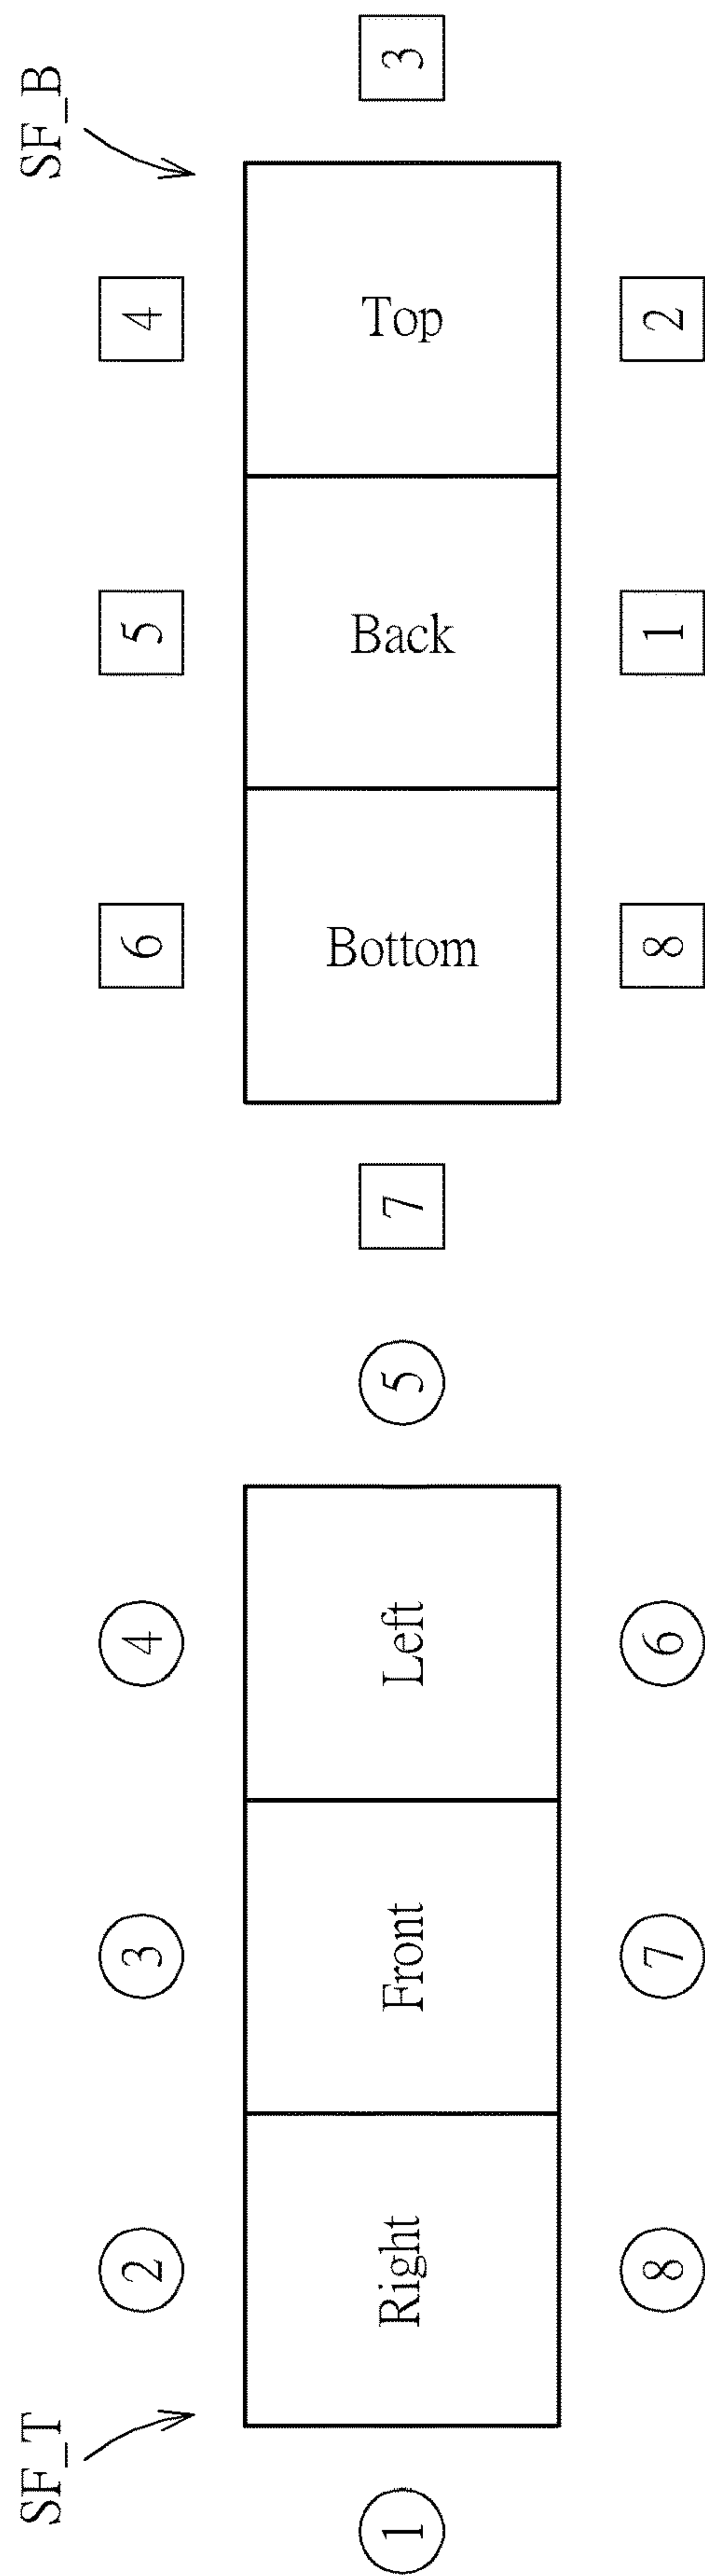 SF_T
2 3 4
1 Right Front Left 5
8 7 6
SF_B
6 5 4
7 Bottom Back Top 3
8 1 2